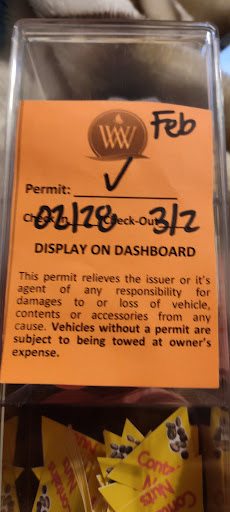 WW
Feb
Permit: ✓
Check-In Check-Out
02/28 3/2
DISPLAY ON DASHBOARD
This permit relieves the issuer or it's
agent of any responsibility for
damages to or loss of vehicle,
contents or accessories from any
cause. Vehicles without a permit are
subject to being towed at owner's
expense.
Conta
Nuts